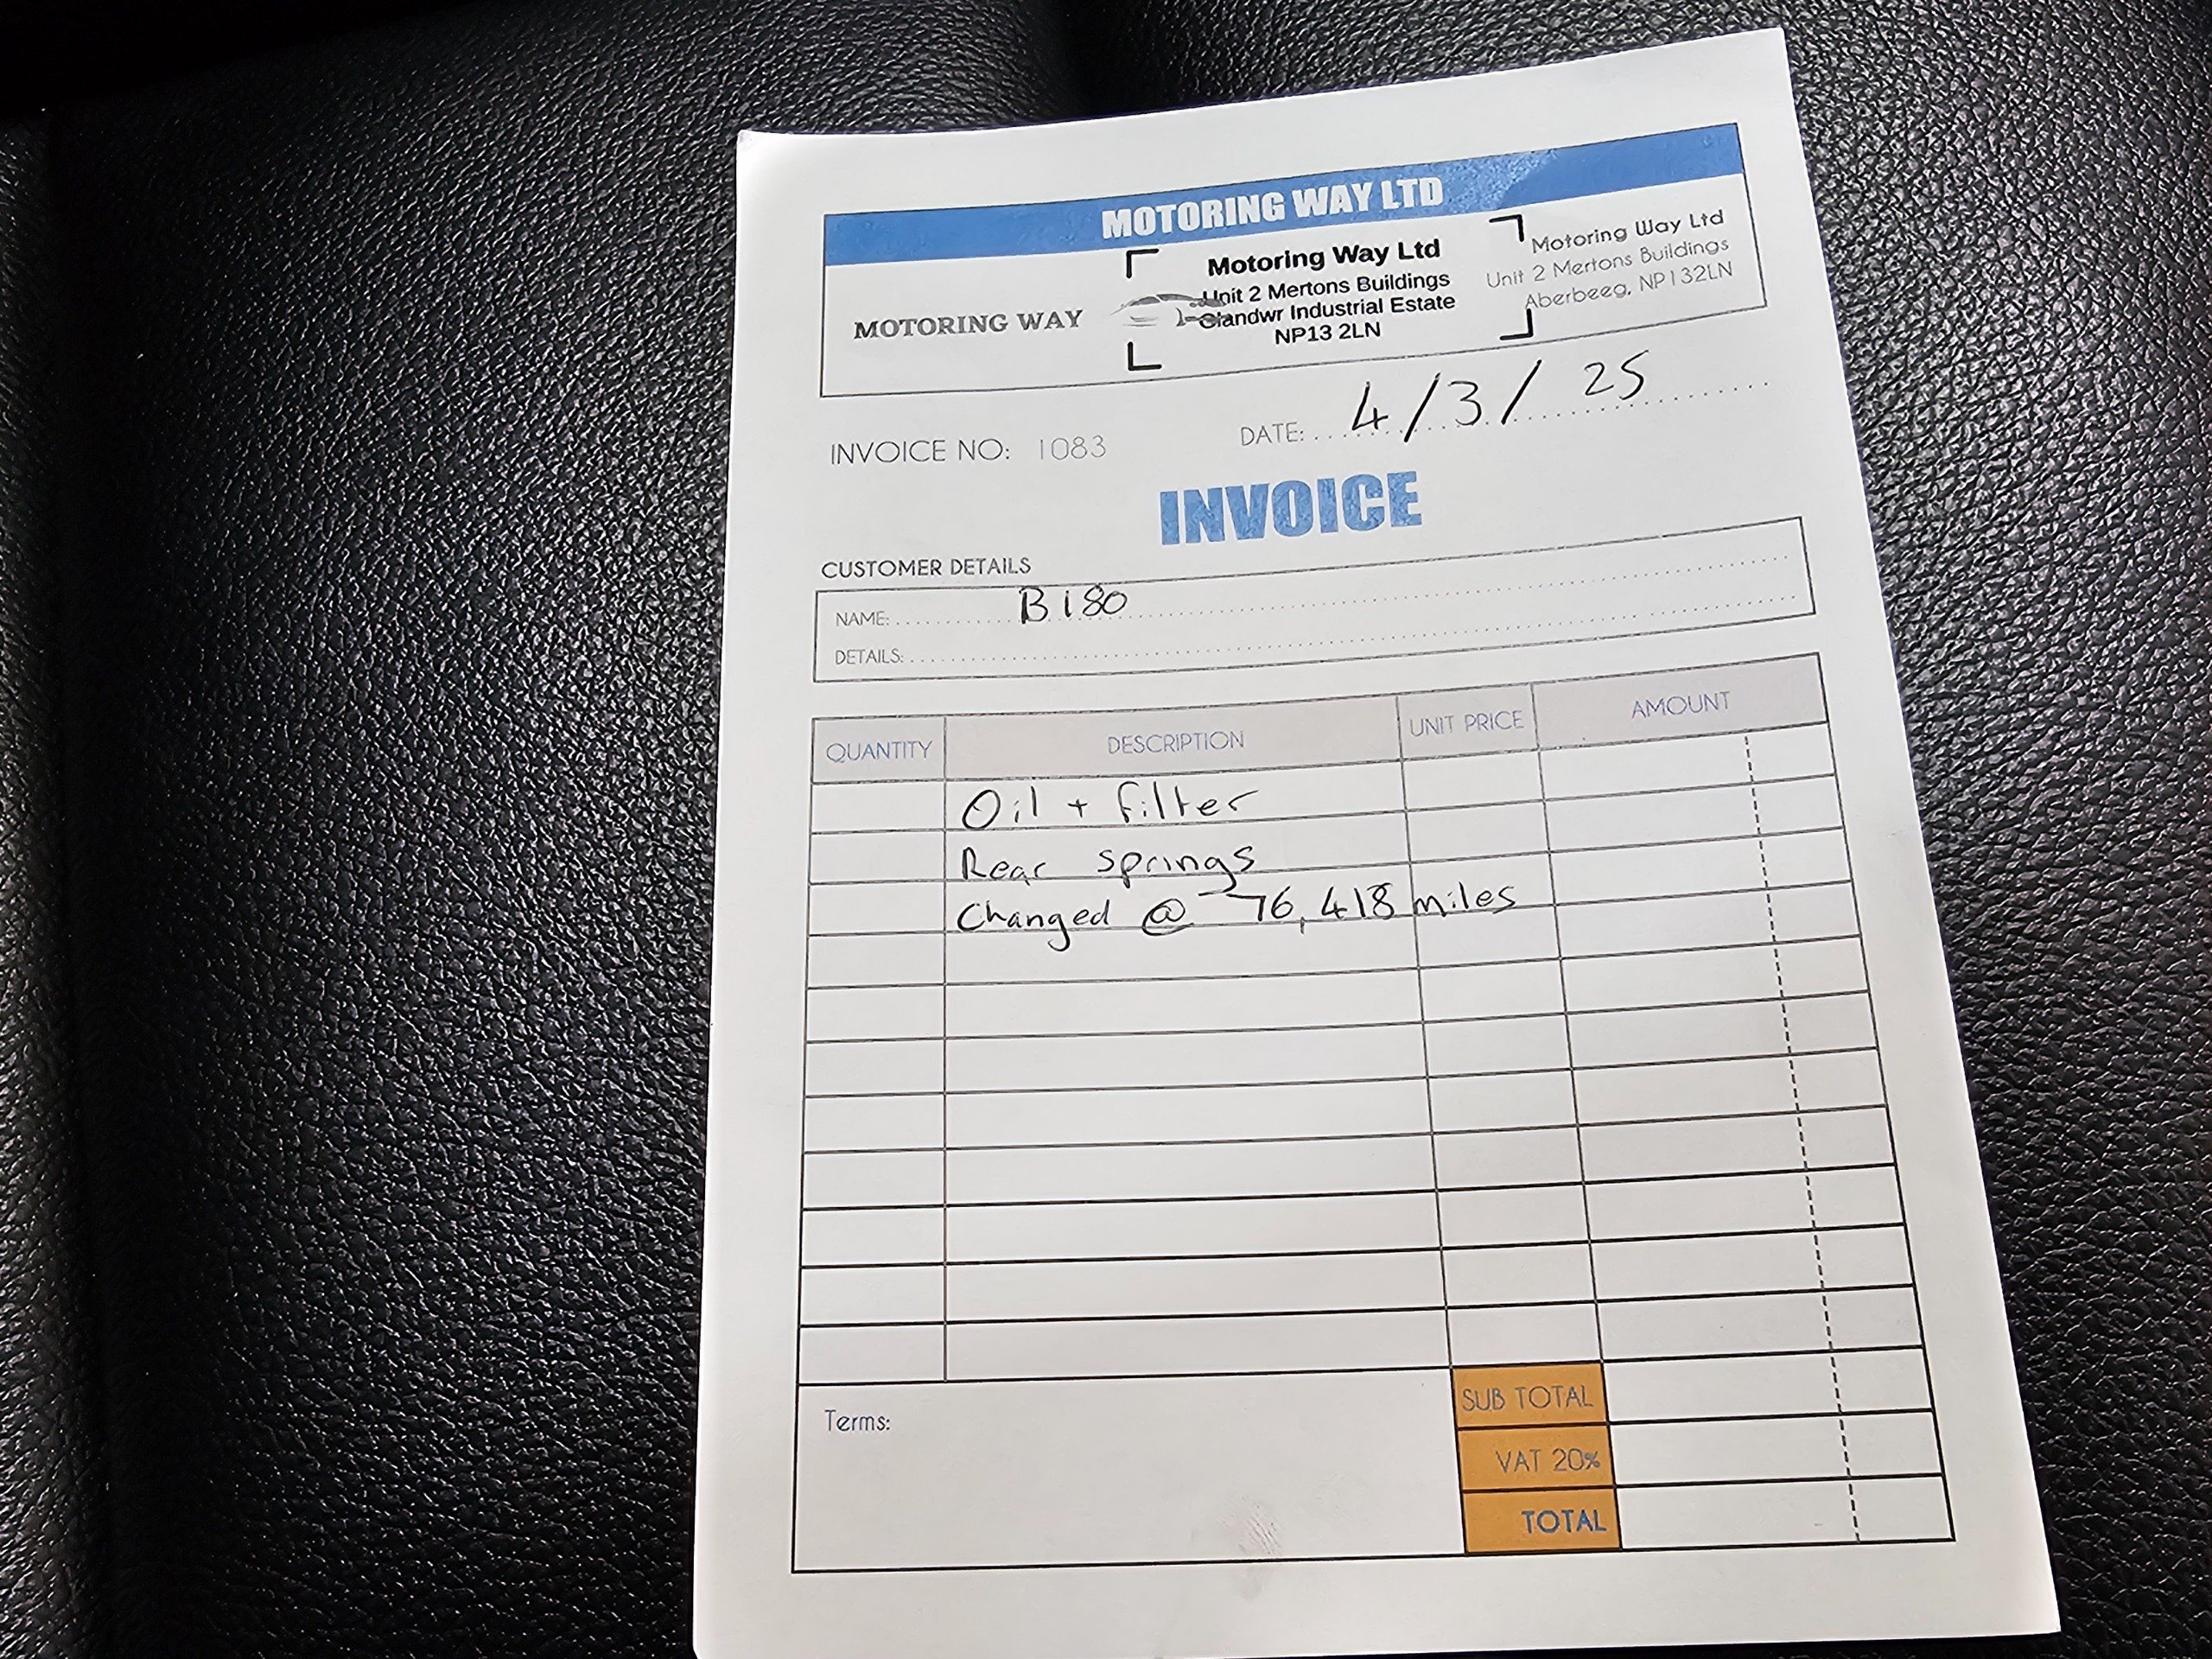 MOTORING WAY LTD
MOTORING WAY
Motoring Way Ltd
Unit 2 Mertons Buildings
Glandwr Industrial Estate
NP13 2LN
Motoring Way Ltd
Unit 2 Mertons Buildings
Aberbeeg, NP132LN
INVOICE NO: 1083
DATE: 4/3/25
INVOICE
CUSTOMER DETAILS
NAME: B180
DETAILS:
QUANTITY DESCRIPTION UNIT PRICE AMOUNT
Oil + filter
Rear springs
Changed @ 76,418 miles
Terms:
SUB TOTAL
VAT 20%
TOTAL